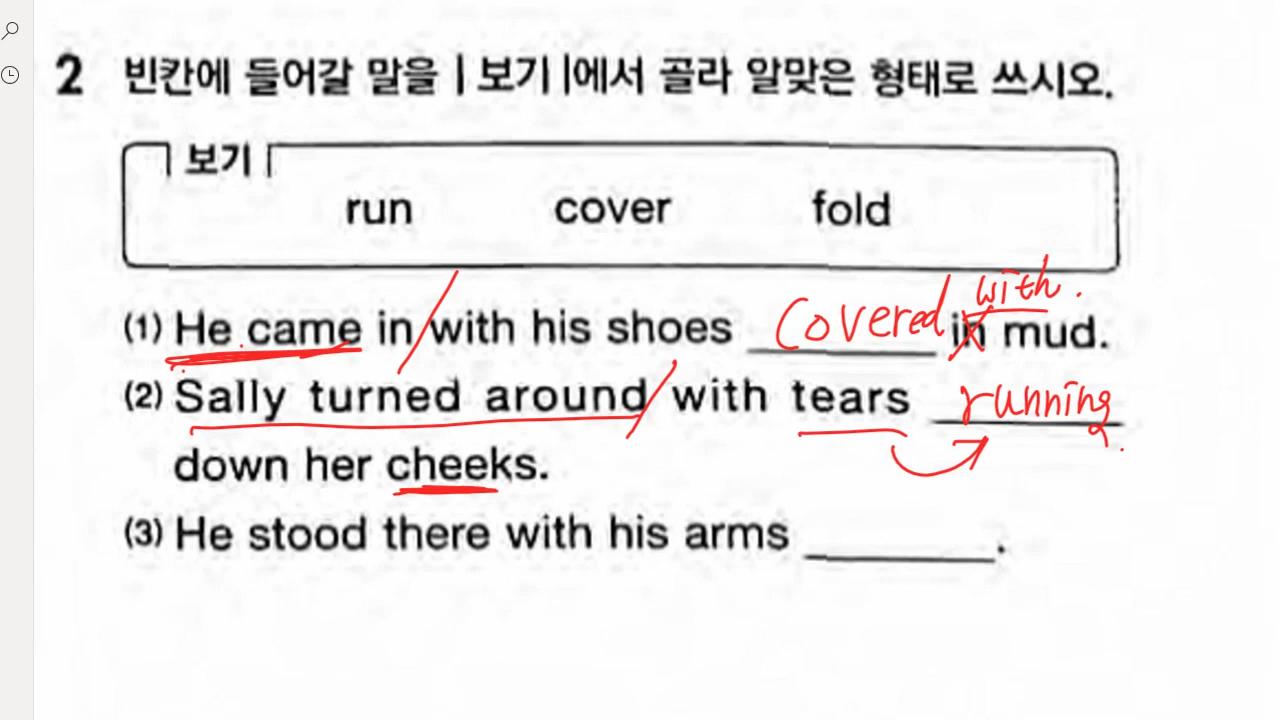 2 빈칸에 들어갈 말을 | 보기 |에서 골라 알맞은 형태로 쓰시오.
| 보기 |
run cover fold
with.
(1) He came in / with his shoes covered / in mud.
(2) Sally turned around / with tears running
down her cheeks.
(3) He stood there with his arms ________.